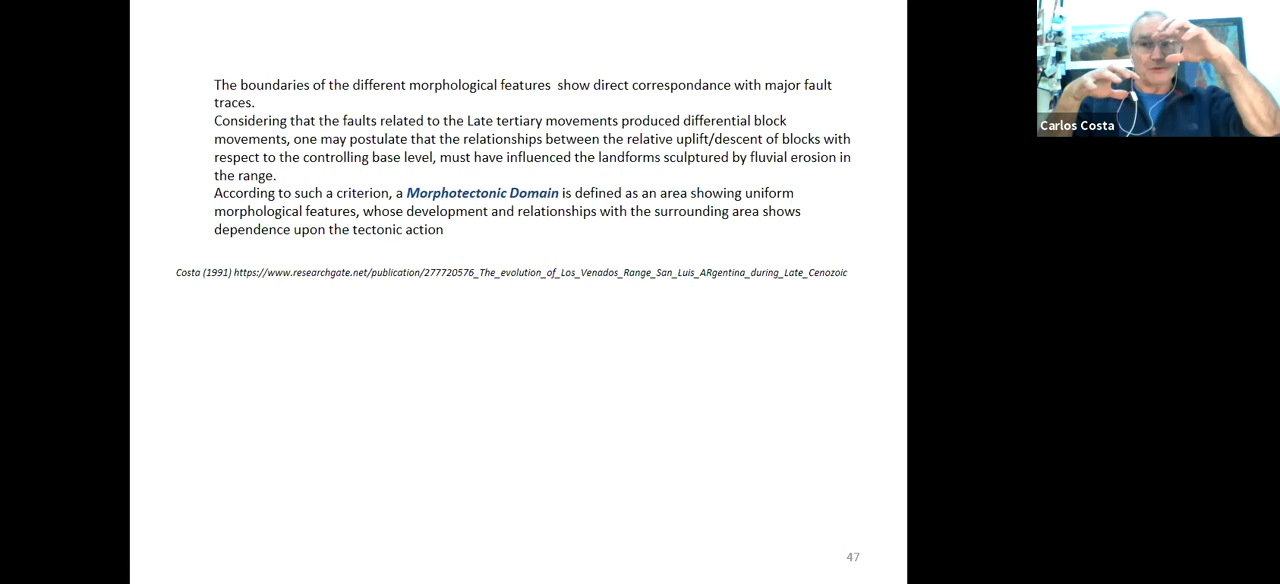 The boundaries of the different morphological features  show direct correspondance with major fault
traces.
Considering that the faults related to the Late tertiary movements produced differential block
movements, one may postulate that the relationships between the relative uplift/descent of blocks with
respect to the controlling base level, must have influenced the landforms sculptured by fluvial erosion in
the range.
According to such a criterion, a Morphotectonic Domain is defined as an area showing uniform
morphological features, whose development and relationships with the surrounding area shows
dependence upon the tectonic action
Costa (1991) https://www.researchgate.net/publication/277720576_The_evolution_of_Los_Venados_Range_San_Luis_ARgentina_during_Late_Cenozoic
47
Carlos Costa